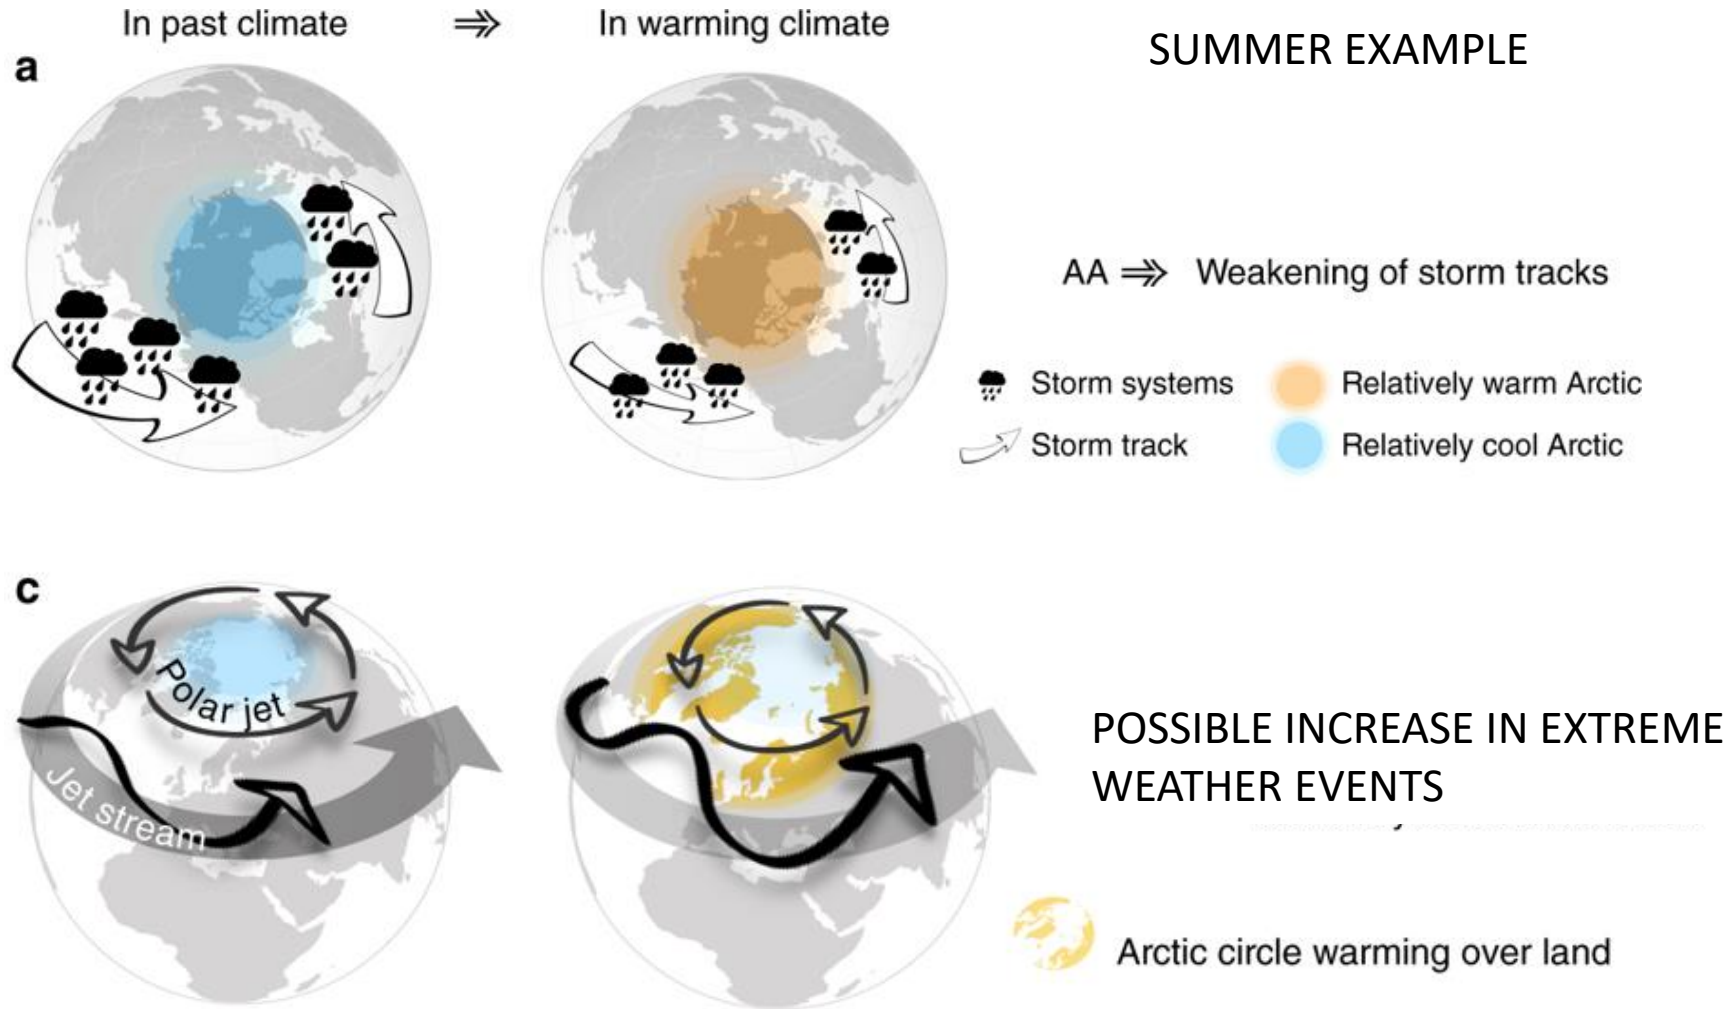 In past climate ⇒ In warming climate
SUMMER EXAMPLE
a
AA ⇒ Weakening of storm tracks
Storm systems
Relatively warm Arctic
Storm track
Relatively cool Arctic
c
Polar jet
Jet stream
POSSIBLE INCREASE IN EXTREME
WEATHER EVENTS
Arctic circle warming over land